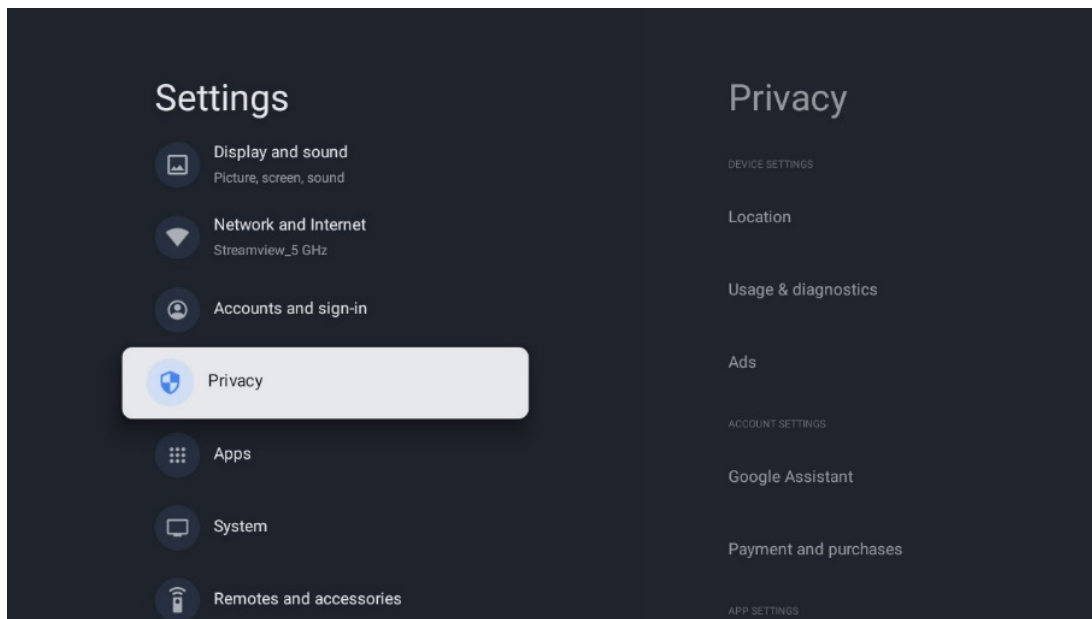 Settings
Display and sound
Picture, screen, sound
Network and Internet
Streamview_5 GHz
Accounts and sign-in
Privacy
Apps
System
Remotes and accessories
Privacy
DEVICE SETTINGS
Location
Usage & diagnostics
Ads
ACCOUNT SETTINGS
Google Assistant
Payment and purchases
APP SETTINGS